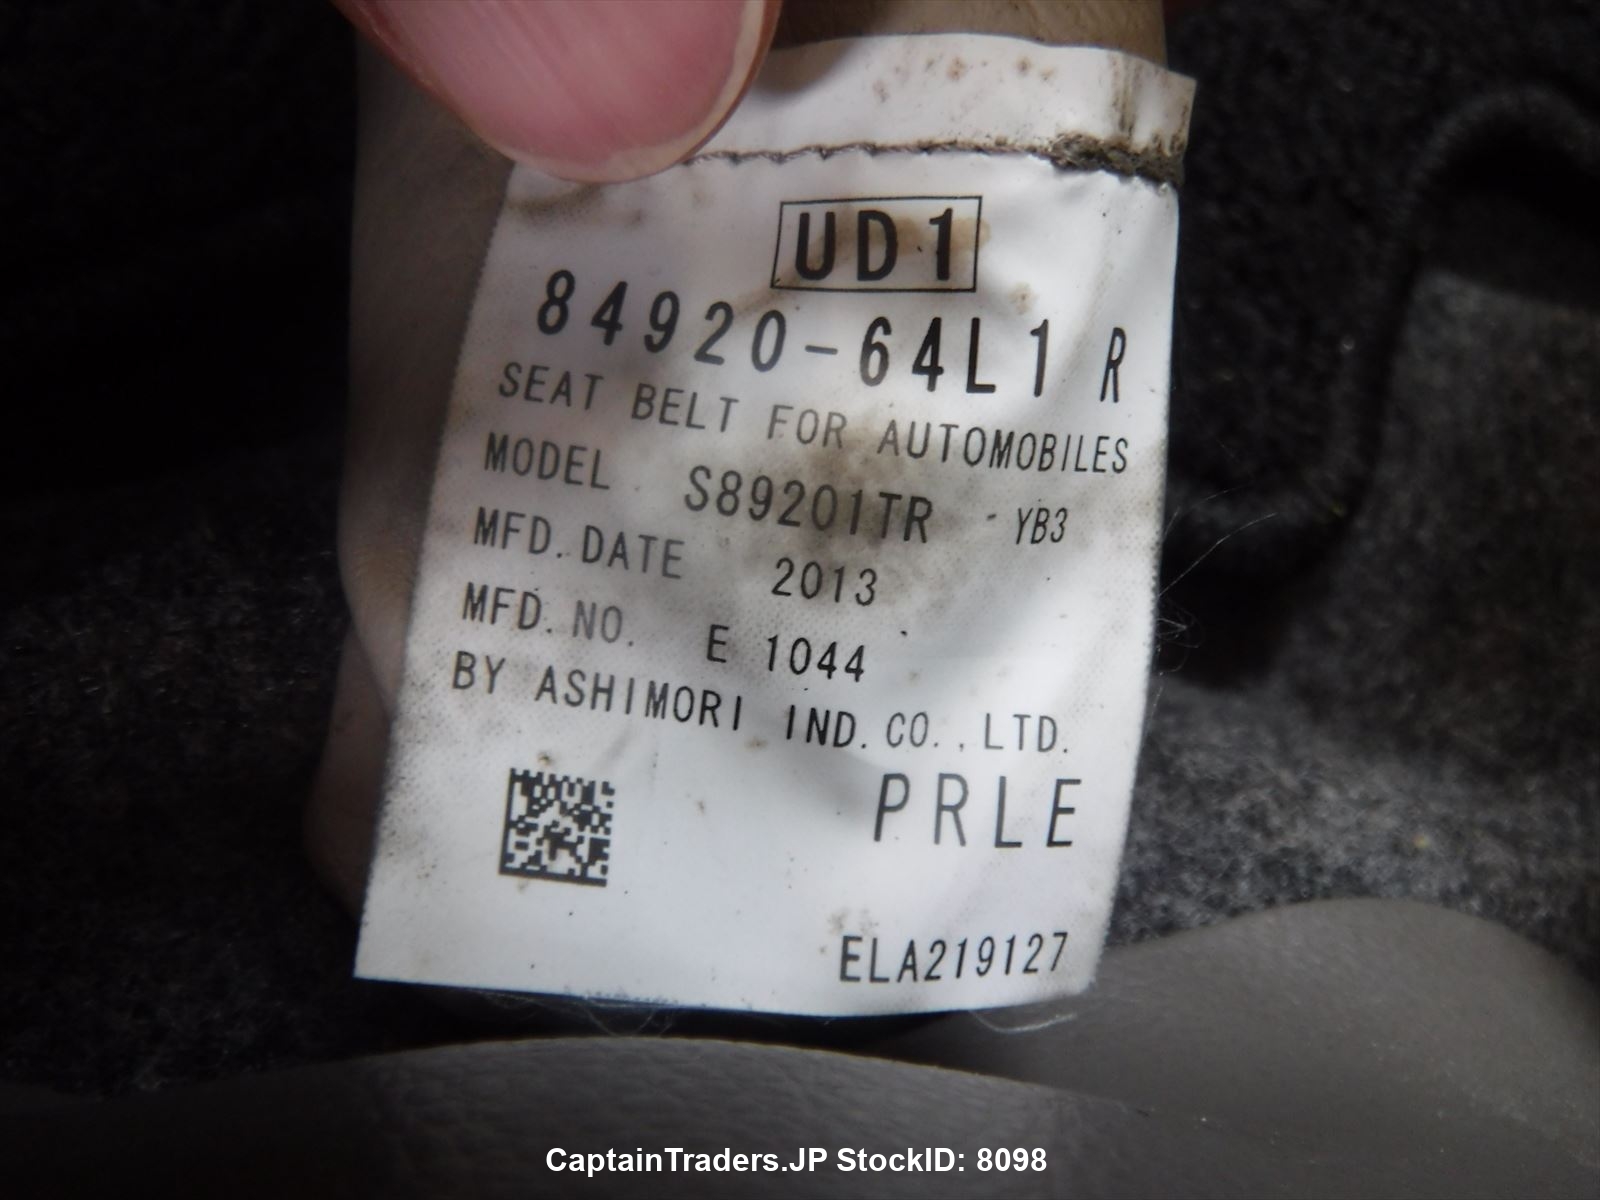 UD1
84920-64L1 R
SEAT BELT FOR AUTOMOBILES
MODEL S89201TR YB3
MFD. DATE 2013
MFD. NO. E 1044
BY ASHIMORI IND. CO., LTD.
PRLE
ELA219127
CaptainTraders.JP StockID: 8098